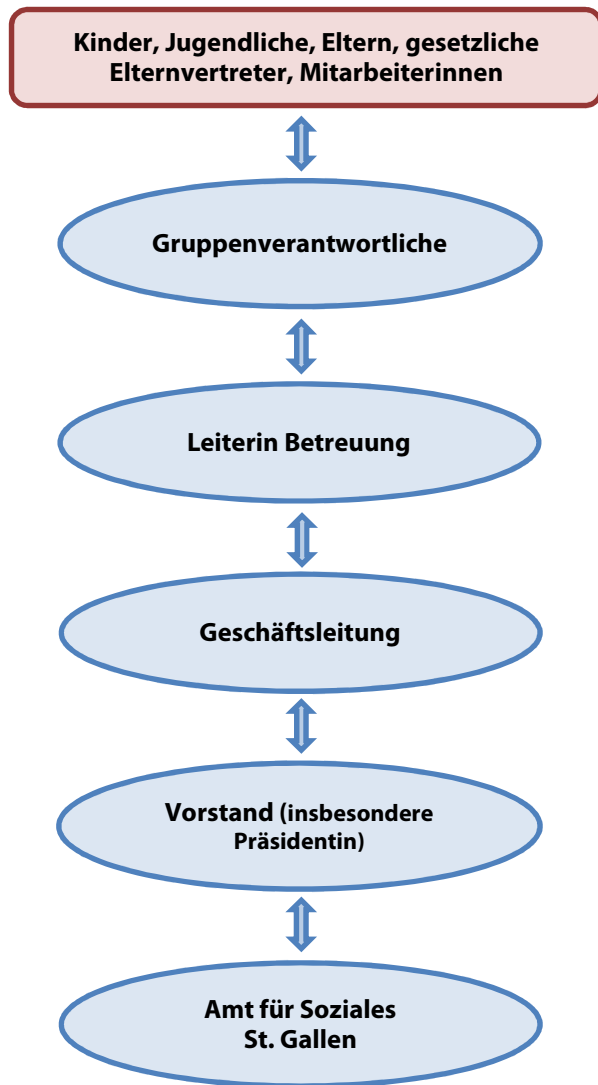 Kinder, Jugendliche, Eltern, gesetzliche
Elternvertreter, Mitarbeiterinnen
Gruppenverantwortliche
Leiterin Betreuung
Geschäftsleitung
Vorstand (insbesondere
Präsidentin)
Amt für Soziales
St. Gallen